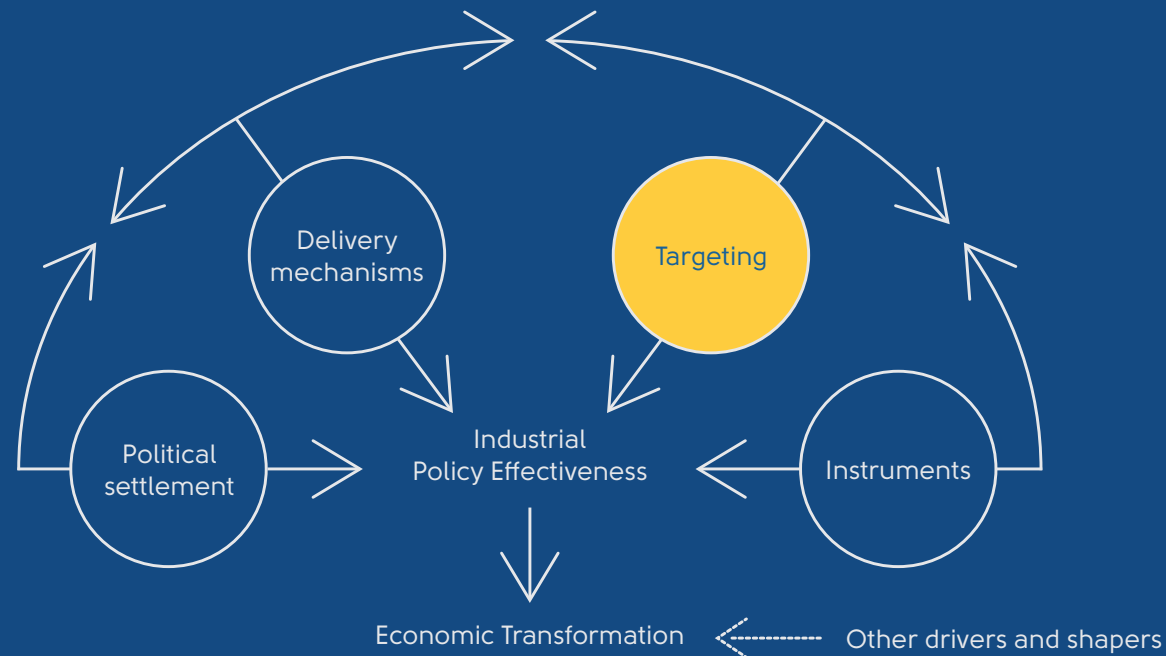 Delivery
mechanisms
Targeting
Political
settlement
Industrial
Policy Effectiveness
Instruments
Economic Transformation
Other drivers and shapers